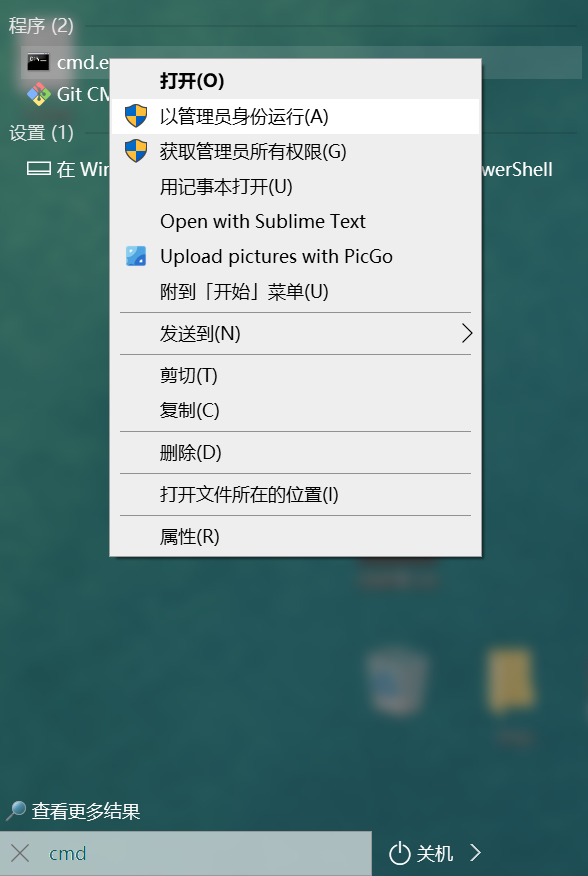 程序 (2)
cmd.e
打开(O)
Git CM
以管理员身份运行(A)
设置 (1)
获取管理员所有权限(G)
在 Win
werShell
用记事本打开(U)
Open with Sublime Text
Upload pictures with PicGo
附到「开始」菜单(U)
发送到(N)
剪切(T)
复制(C)
删除(D)
打开文件所在的位置(I)
属性(R)
查看更多结果
cmd
关机